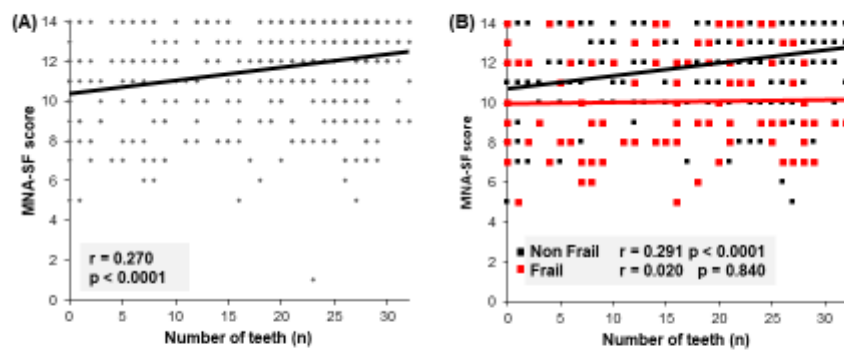 (A)
MNA-SF score
14
12
10
8
6
4
2
0
r = 0.270
p < 0.0001
0 5 10 15 20 25 30
Number of teeth (n)
(B)
MNA-SF score
14
12
10
8
6
4
2
0
Non Frail r = 0.291 p < 0.0001
Frail r = 0.020 p = 0.840
0 5 10 15 20 25 30
Number of teeth (n)